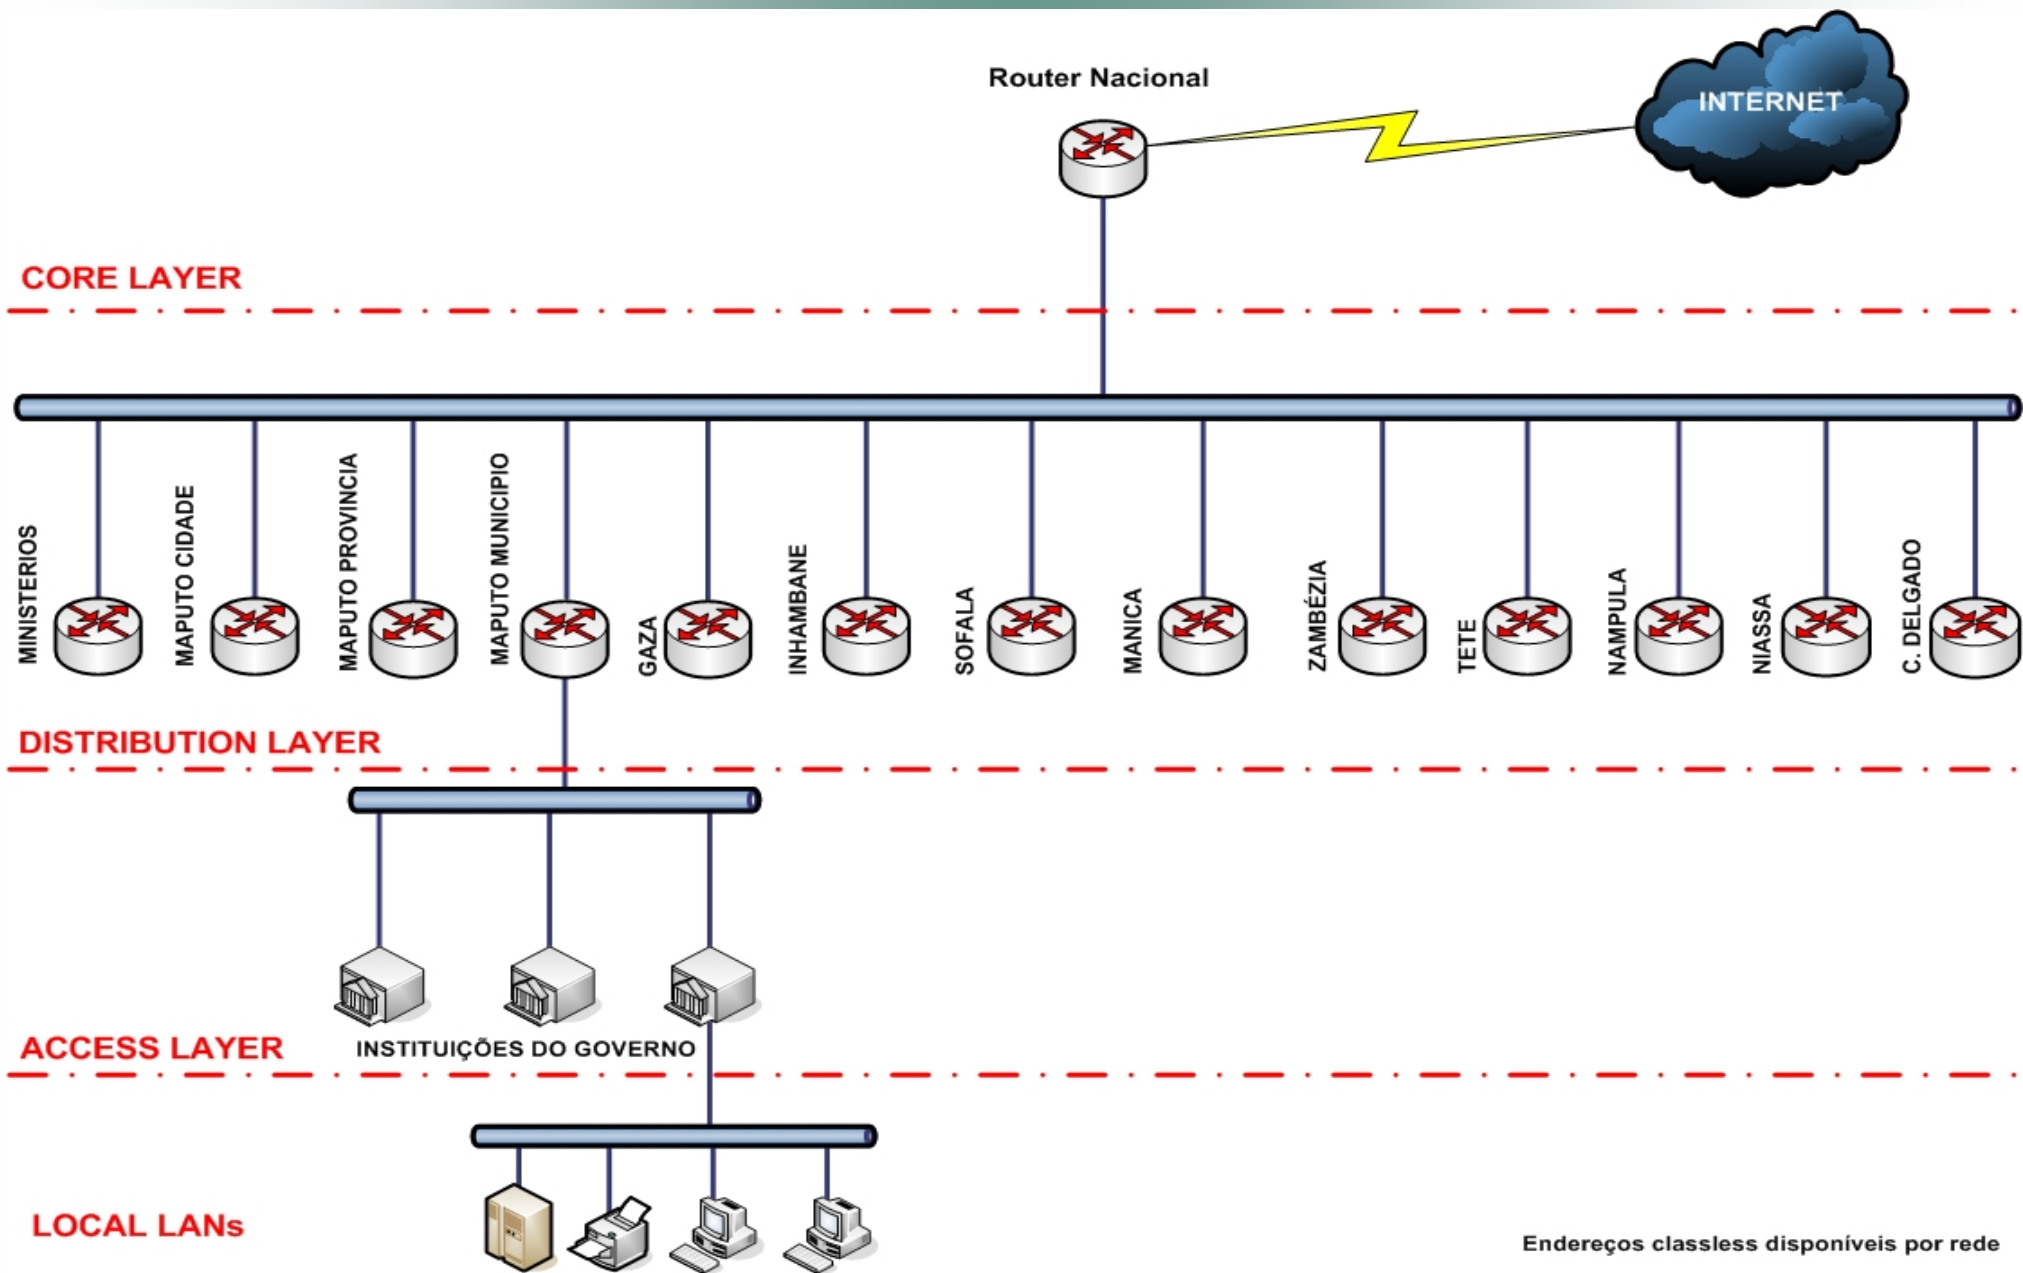 Router Nacional
INTERNET
CORE LAYER
MINISTERIOS
MAPUTO CIDADE
MAPUTO PROVINCIA
MAPUTO MUNICIPIO
GAZA
INHAMBANE
SOFALA
MANICA
ZAMBÉZIA
TETE
NAMPULA
NIASSA
C. DELGADO
DISTRIBUTION LAYER
ACCESS LAYER
INSTITUIÇÕES DO GOVERNO
LOCAL LANs
Endereços classless disponíveis por rede